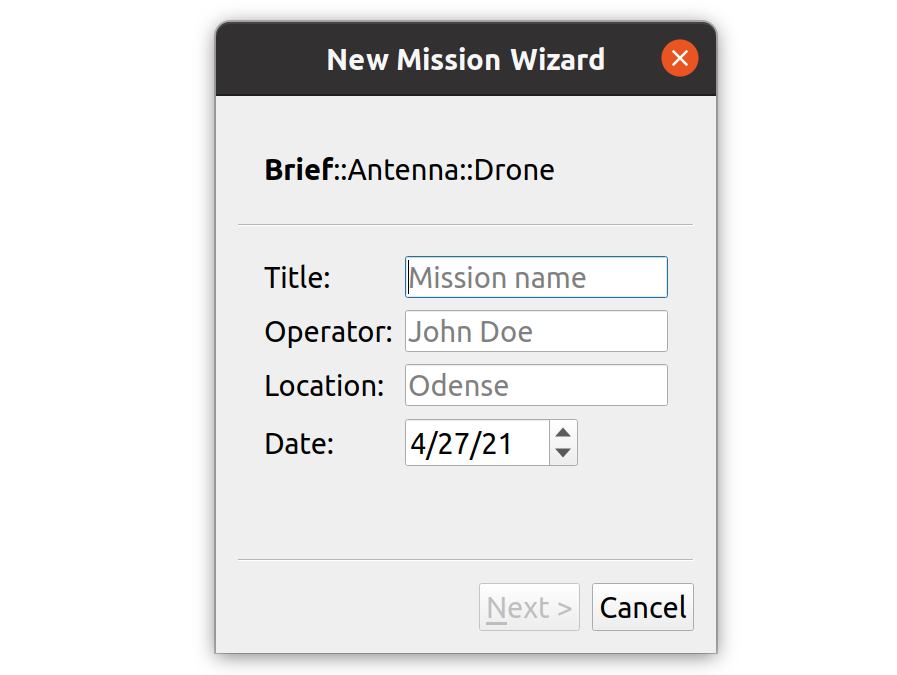 New Mission Wizard
Brief::Antenna::Drone
Title: Mission name
Operator: John Doe
Location: Odense
Date: 4/27/21
Next > Cancel